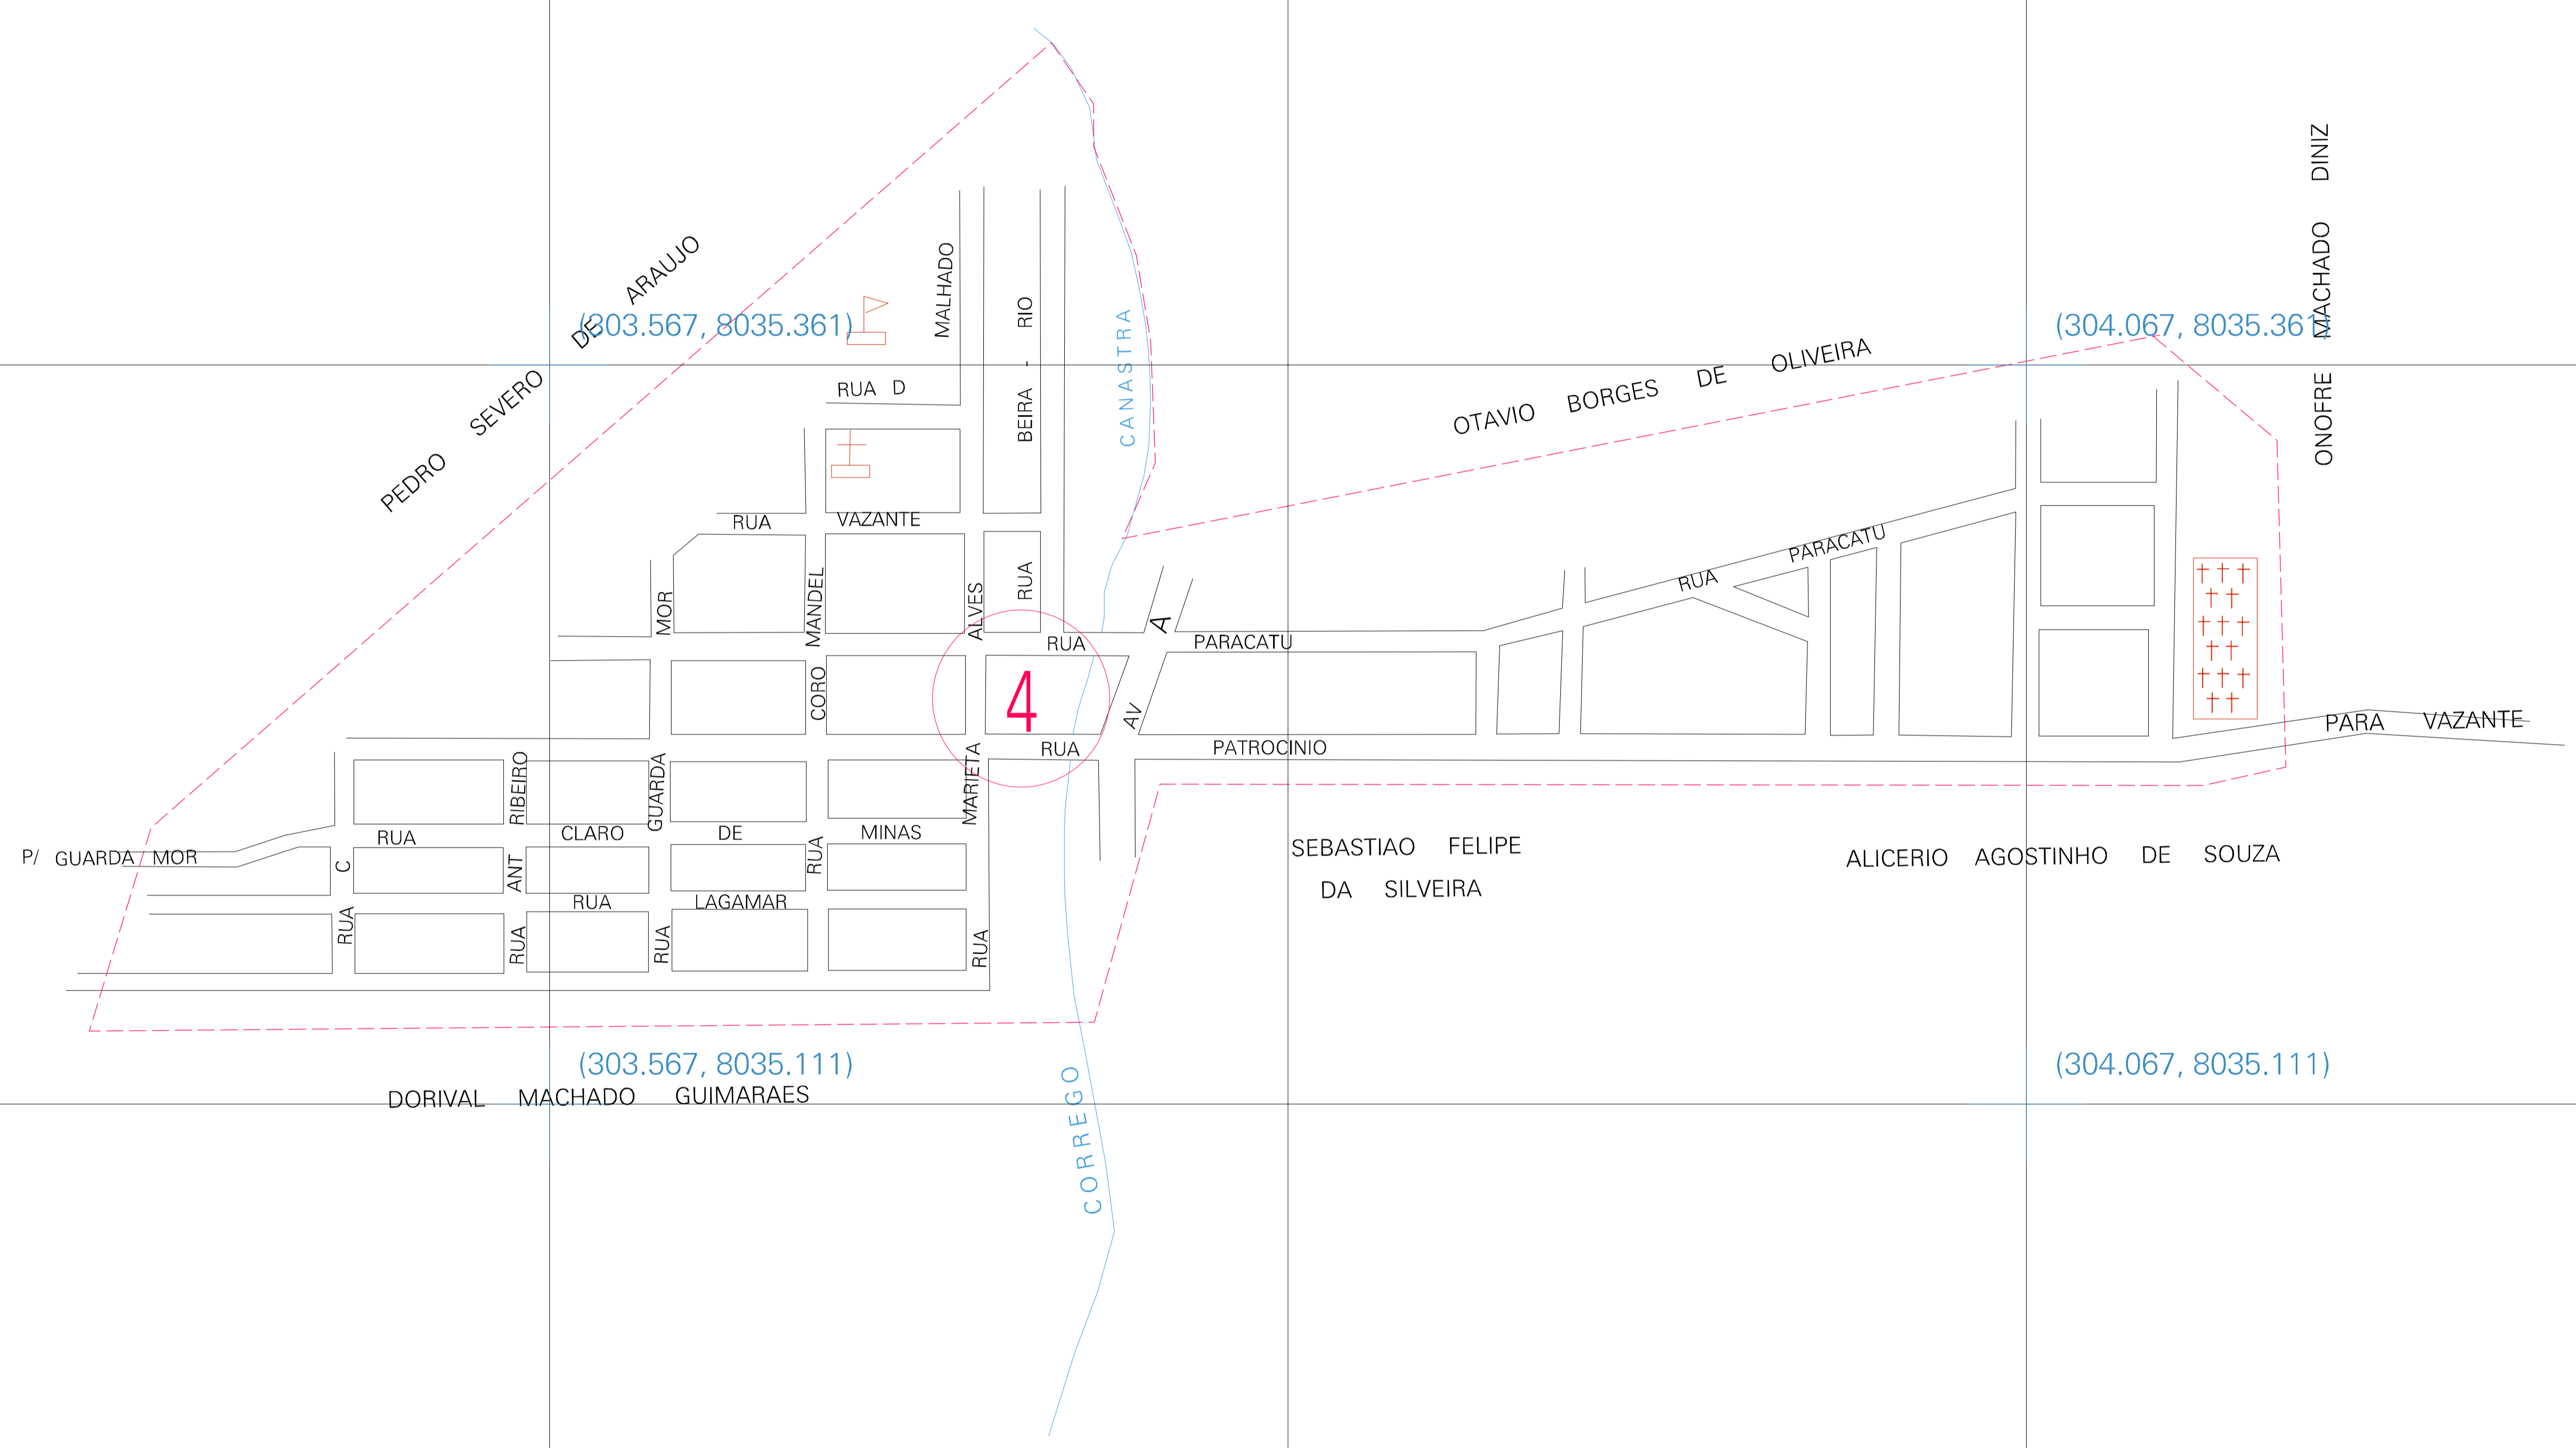 PEDRO SEVERO DE ARAUJO
(303.567, 8035.361)
MALHADO
RUA BEIRA - RIO
CANASTRA
OTAVIO BORGES DE OLIVEIRA
(304.067, 8035.361)
ONOFRE MACHADO DINIZ
RUA D
RUA VAZANTE
MOR
MANDEL
ALVES
A
RUA PARACATU
RUA PARACATU
CORO
4
AV
RUA PATROCINIO
PARA VAZANTE
RIBEIRO
GUARDA
MARIETA
RUA CLARO DE MINAS
P/ GUARDA MOR
C
ANT
RUA
SEBASTIAO FELIPE
DA SILVEIRA
ALICERIO AGOSTINHO DE SOUZA
RUA LAGAMAR
RUA
RUA
RUA
RUA
(303.567, 8035.111)
(304.067, 8035.111)
DORIVAL MACHADO GUIMARAES
CORREGO